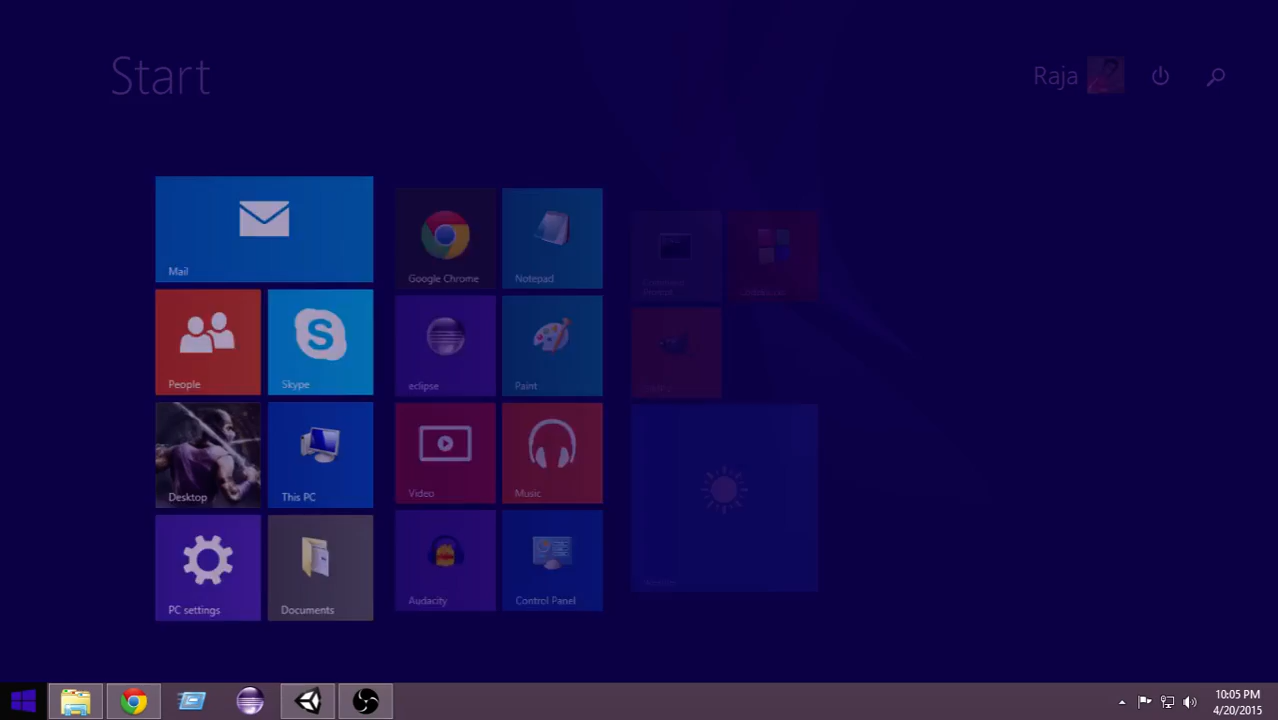 Start
Raja
Mail
Google Chrome
Notepad
People
Skype
eclipse
Paint
Desktop
This PC
Video
Music
PC settings
Documents
Audacity
Control Panel
10:05 PM
4/20/2015